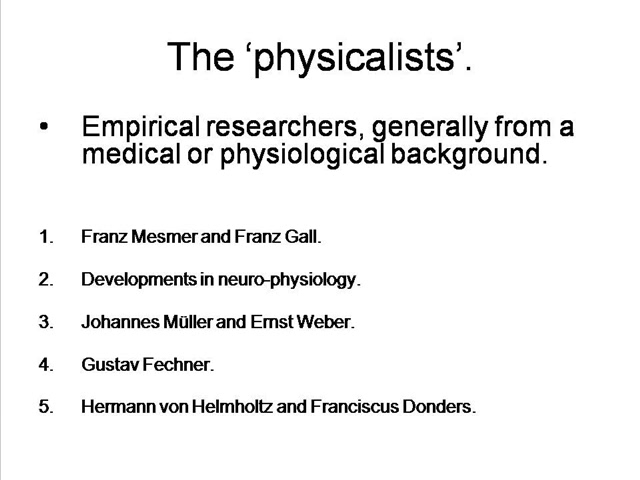 The ‘physicalists’.
• Empirical researchers, generally from a
medical or physiological background.
1. Franz Mesmer and Franz Gall.
2. Developments in neuro-physiology.
3. Johannes Müller and Ernst Weber.
4. Gustav Fechner.
5. Hermann von Helmholtz and Franciscus Donders.